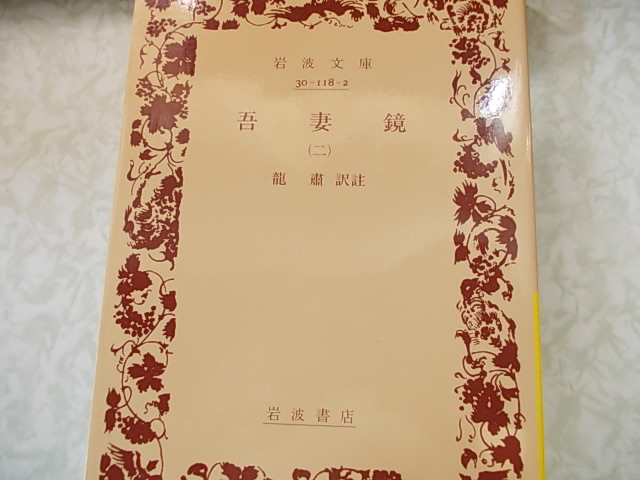 岩波文庫
30-118-2
吾妻鏡
(二)
龍 肅 訳註
岩波書店